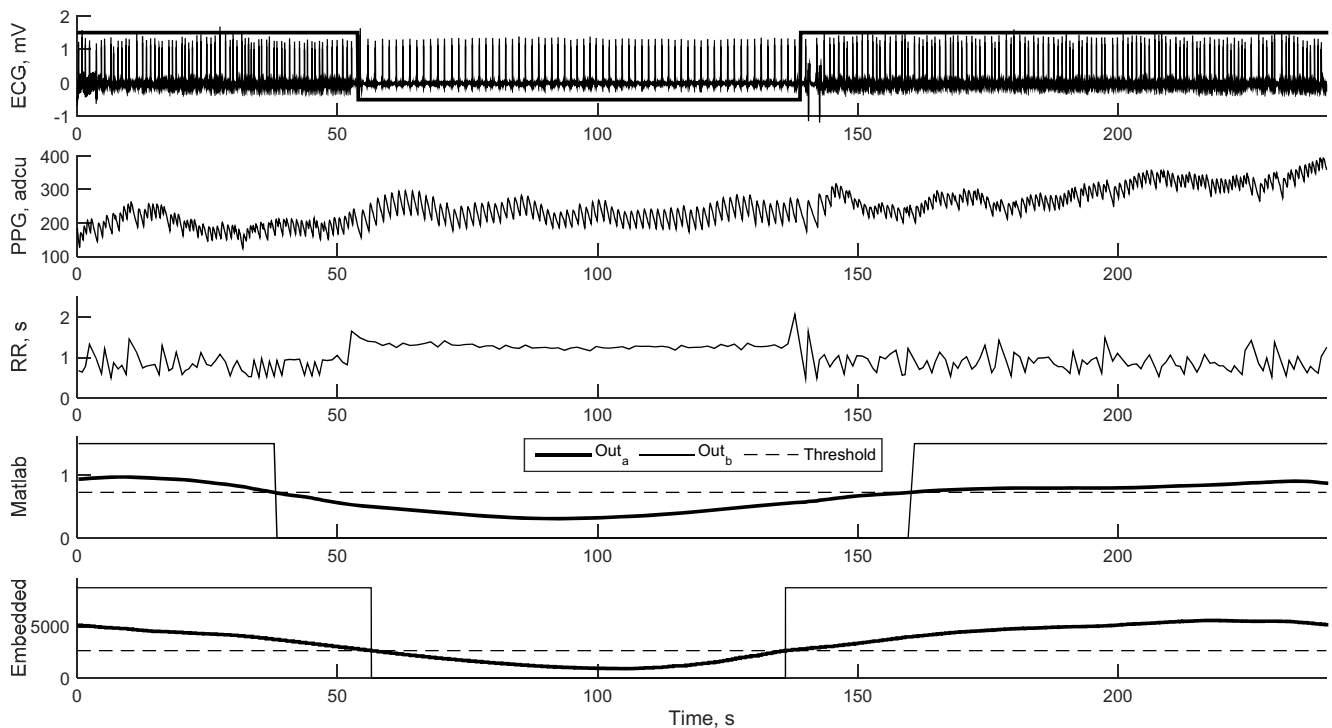 ECG, mV
2
1
0
-1
0 50 100 150 200
PPG, adcu
400
300
200
100
0 50 100 150 200
RR, s
2
1
0
0 50 100 150 200
Matlab
1
0
Out_a Out_b Threshold
0 50 100 150 200
Embedded
5000
0
0 50 100 150 200
Time, s